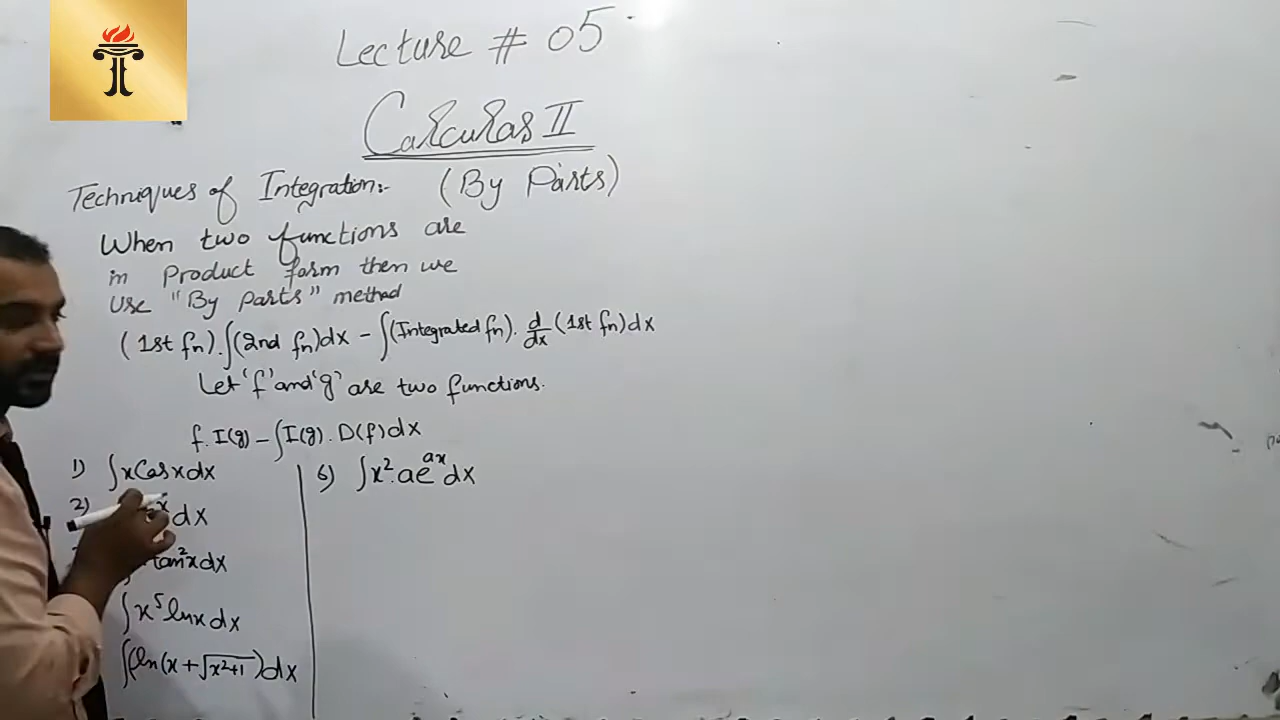 Lecture # 05
Calculas II
Techniques of Integration:- (By Parts)
When two functions are
in Product form then we
Use "By parts" method
(1st fn).∫(2nd fn)dx − ∫(Integrated fn). d/dx (1st fn)dx
Let 'f' and 'g' are two functions.
f. I(g) − ∫I(g). D(f)dx
1) ∫x Cosx dx
2) x dx
tan²x dx
∫x⁵ lnx dx
∫(ln(x + √x²+1)dx
6) ∫x². ae^ax dx